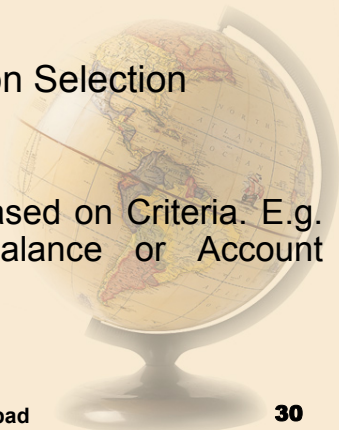 on Selection
ased on Criteria. E.g.
alance or Account
oad
30